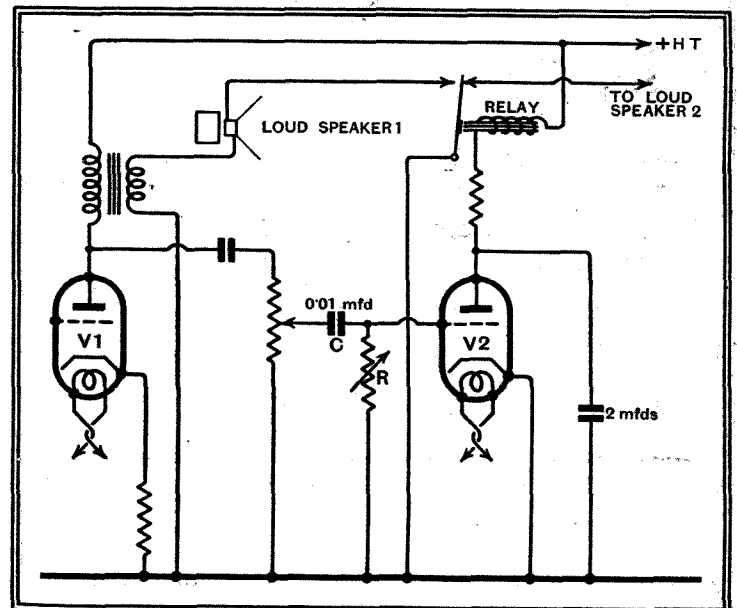 +HT
TO LOUD
SPEAKER 2
RELAY
LOUD SPEAKER 1
0·01 mfd
C
V1
R
V2
2 mfds